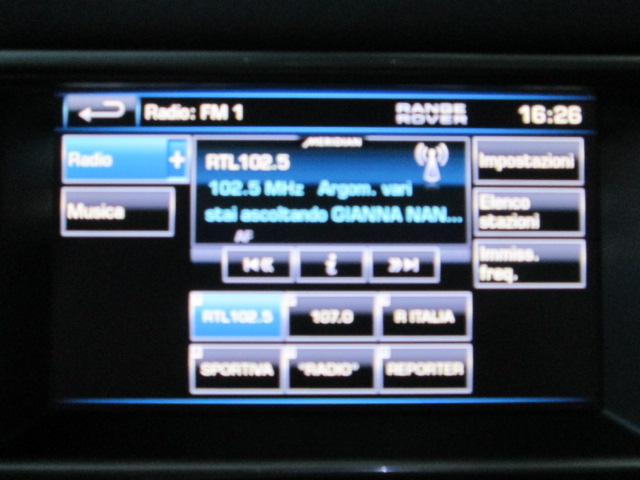 Radio: FM 1
RANGE ROVER
16:26
Radio +
MERIDIAN
RTL102.5
Impostazioni
102.5 MHz Argom. vari
Musica
stai ascoltando GIANNA NAN...
Elenco
stazioni
AF
i
Immiss.
freq.
RTL102.5
107.0
R ITALIA
SPORTIVA
"RADIO"
REPORTER